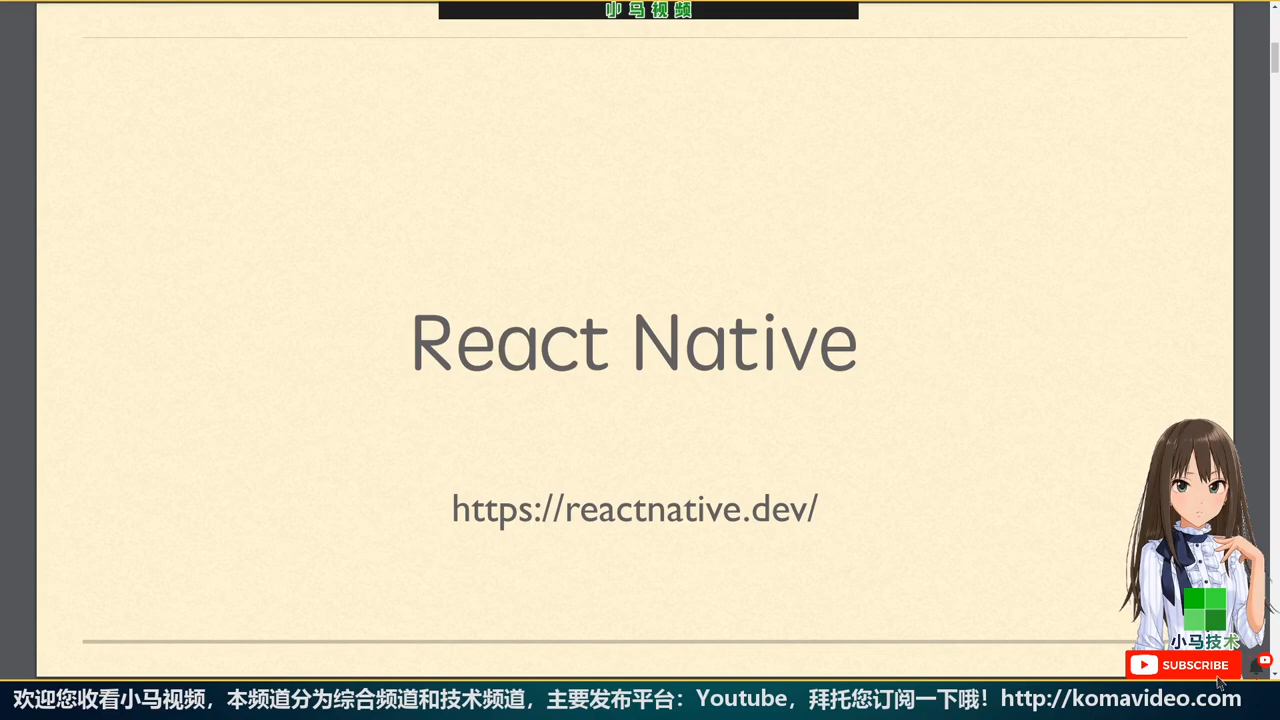 小马视频
React Native
https://reactnative.dev/
小马技术
SUBSCRIBE
欢迎您收看小马视频，本频道分为综合频道和技术频道，主要发布平台：Youtube，拜托您订阅一下哦！http://komavideo.com